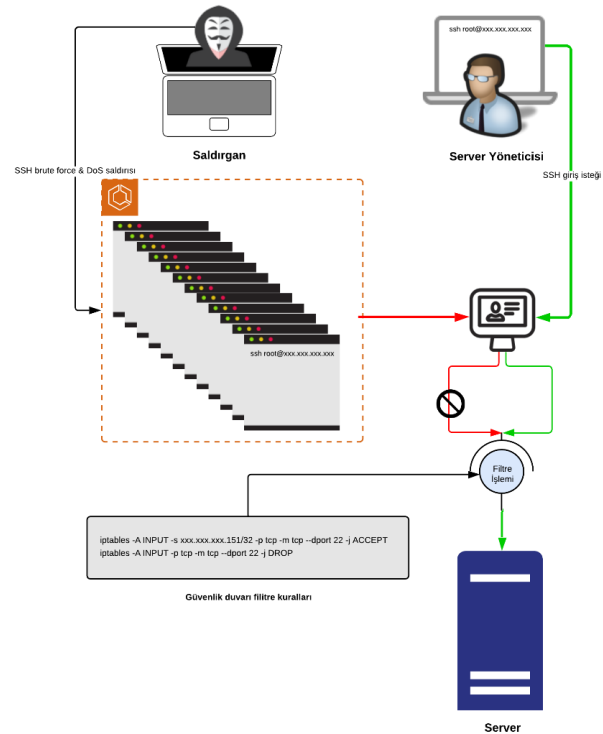 ssh root@xxx.xxx.xxx.xxx
Saldırgan
Server Yöneticisi
SSH brute force & DoS saldırısı
SSH giriş isteği
ssh root@xxx.xxx.xxx.xxx
Filtre
İşlemi
iptables -A INPUT -s xxx.xxx.xxx.151/32 -p tcp -m tcp --dport 22 -j ACCEPT
iptables -A INPUT -p tcp -m tcp --dport 22 -j DROP
Güvenlik duvarı filitre kuralları
Server